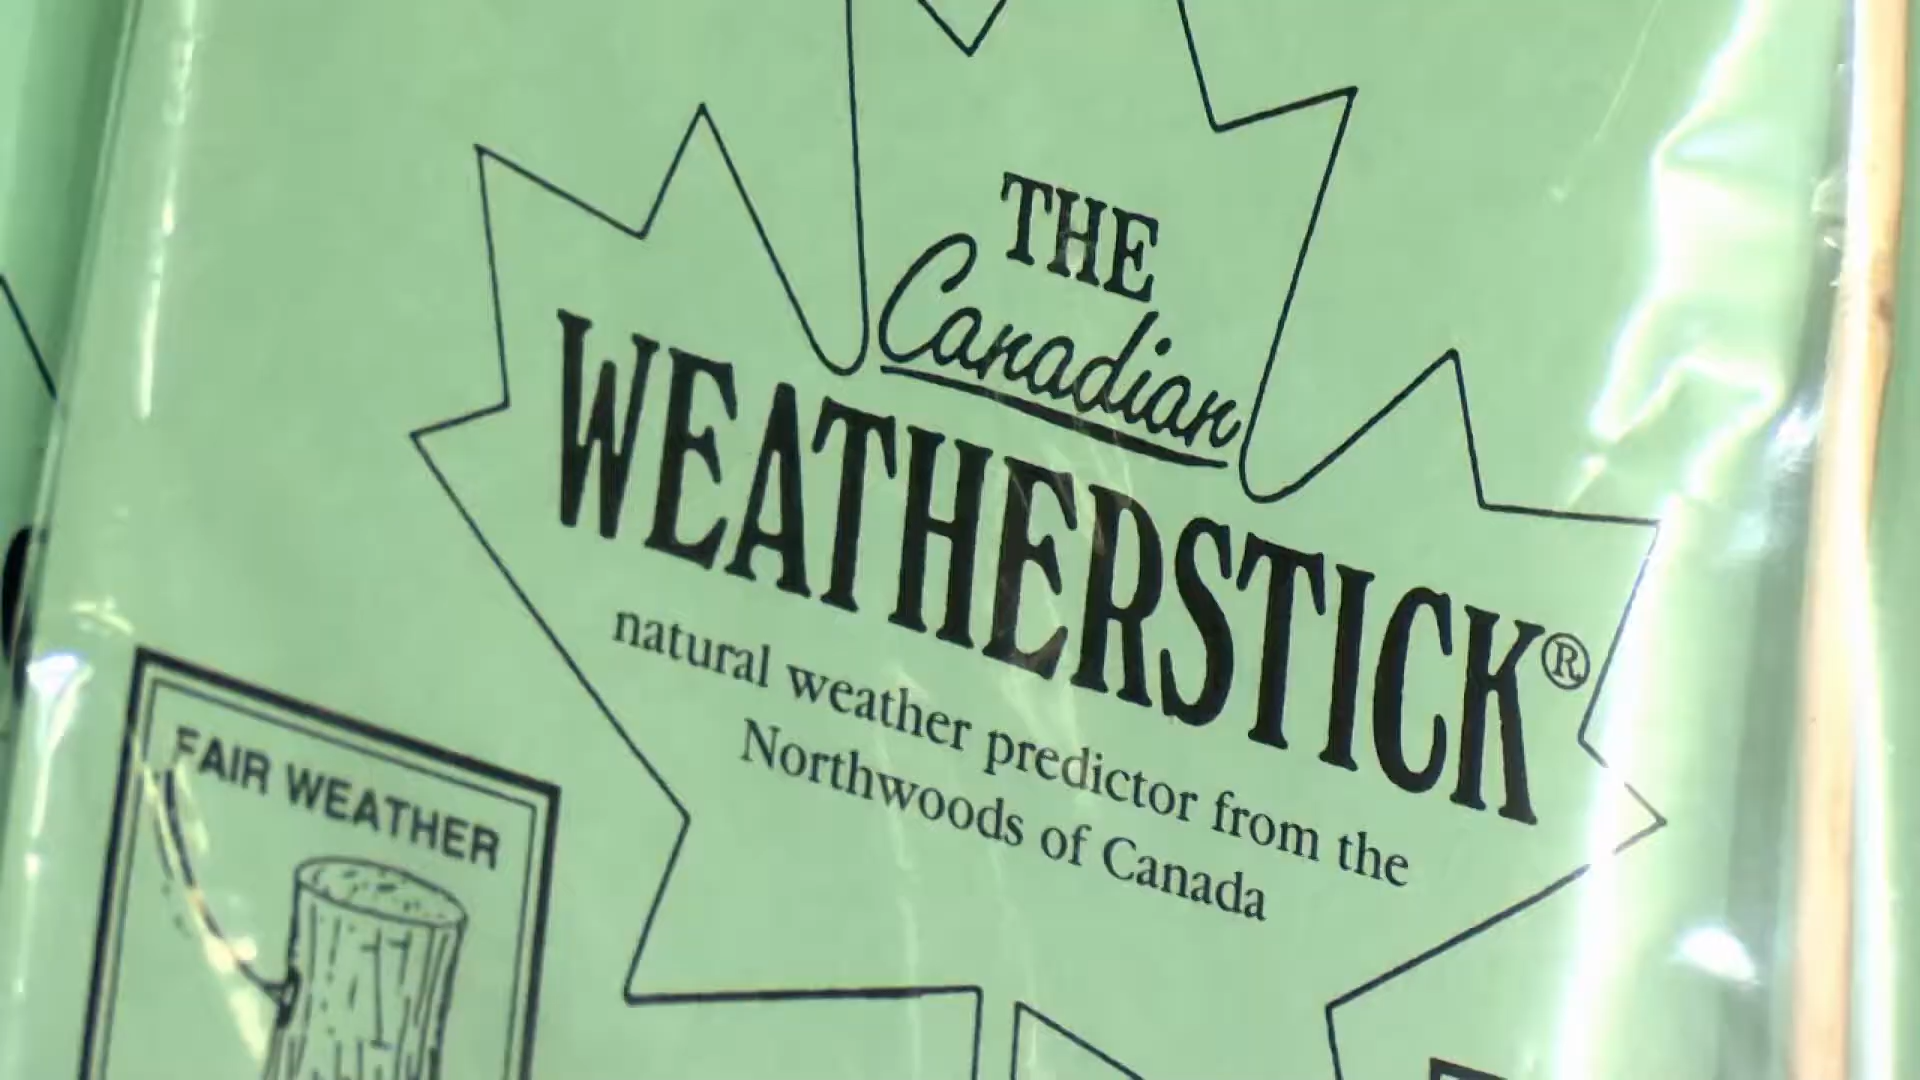 THE
Canadian
WEATHERSTICK®
natural weather predictor from the
Northwoods of Canada
FAIR WEATHER